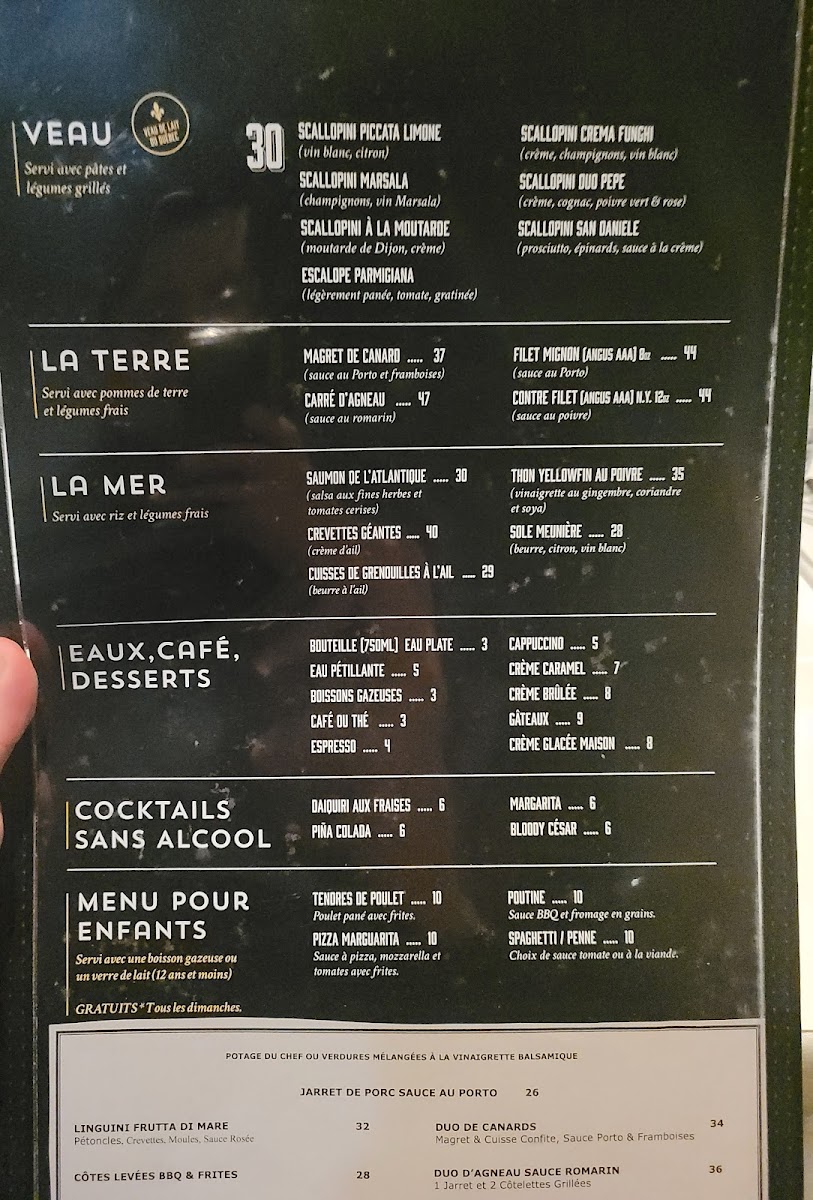 VEAU
VEAU DE LAIT
DU QUÉBEC
Servi avec pâtes et
légumes grillés
30
SCALLOPINI PICCATA LIMONE
(vin blanc, citron)
SCALLOPINI MARSALA
(champignons, vin Marsala)
SCALLOPINI À LA MOUTARDE
(moutarde de Dijon, crème)
ESCALOPE PARMIGIANA
(légèrement panée, tomate, gratinée)
SCALLOPINI CREMA FUNGHI
(crème, champignons, vin blanc)
SCALLOPINI DUO PEPE
(crème, cognac, poivre vert & rose)
SCALLOPINI SAN DANIELE
(prosciutto, épinards, sauce à la crème)
LA TERRE
Servi avec pommes de terre
et légumes frais
MAGRET DE CANARD ..... 37
(sauce au Porto et framboises)
CARRÉ D'AGNEAU ..... 47
(sauce au romarin)
FILET MIGNON (ANGUS AAA) 8oz ..... 44
(sauce au Porto)
CONTRE FILET (ANGUS AAA) N.Y. 12oz ..... 44
(sauce au poivre)
LA MER
Servi avec riz et légumes frais
SAUMON DE L'ATLANTIQUE ..... 30
(salsa aux fines herbes et
tomates cerises)
CREVETTES GÉANTES ..... 40
(crème d'ail)
CUISSES DE GRENOUILLES À L'AIL ..... 29
(beurre à l'ail)
THON YELLOWFIN AU POIVRE ..... 35
(vinaigrette au gingembre, coriandre
et soya)
SOLE MEUNIÈRE ..... 28
(beurre, citron, vin blanc)
EAUX,CAFÉ,
DESSERTS
BOUTEILLE (750ML) EAU PLATE ..... 3
EAU PÉTILLANTE ..... 5
BOISSONS GAZEUSES ..... 3
CAFÉ OU THÉ ..... 3
ESPRESSO ..... 4
CAPPUCCINO ..... 5
CRÈME CARAMEL ..... 7
CRÈME BRÛLÉE ..... 8
GÂTEAUX ..... 9
CRÈME GLACÉE MAISON ..... 8
COCKTAILS
SANS ALCOOL
DAIQUIRI AUX FRAISES ..... 6
PIÑA COLADA ..... 6
MARGARITA ..... 6
BLOODY CÉSAR ..... 6
MENU POUR
ENFANTS
Servi avec une boisson gazeuse ou
un verre de lait (12 ans et moins)
GRATUITS * Tous les dimanches.
TENDRES DE POULET ..... 10
Poulet pané avec frites.
PIZZA MARGUARITA ..... 10
Sauce à pizza, mozzarella et
tomates avec frites.
POUTINE ..... 10
Sauce BBQ et fromage en grains.
SPAGHETTI / PENNE ..... 10
Choix de sauce tomate ou à la viande.
POTAGE DU CHEF OU VERDURES MÉLANGÉES À LA VINAIGRETTE BALSAMIQUE
JARRET DE PORC SAUCE AU PORTO 26
LINGUINI FRUTTA DI MARE 32
Pétoncles, Crevettes, Moules, Sauce Rosée
CÔTES LEVÉES BBQ & FRITES 28
DUO DE CANARDS 34
Magret & Cuisse Confite, Sauce Porto & Framboises
DUO D'AGNEAU SAUCE ROMARIN 36
1 Jarret et 2 Côtelettes Grillées